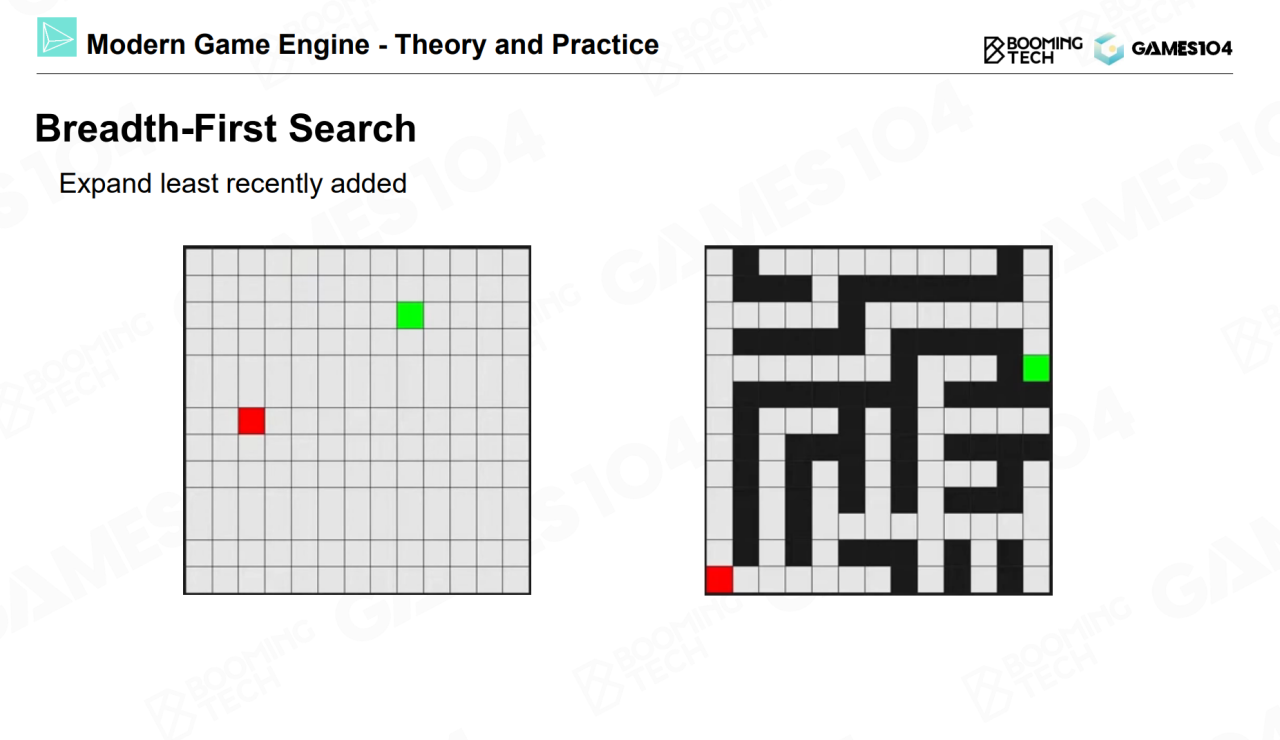 Modern Game Engine - Theory and Practice
BOOMING
TECH
GAMES104
Breadth-First Search
Expand least recently added